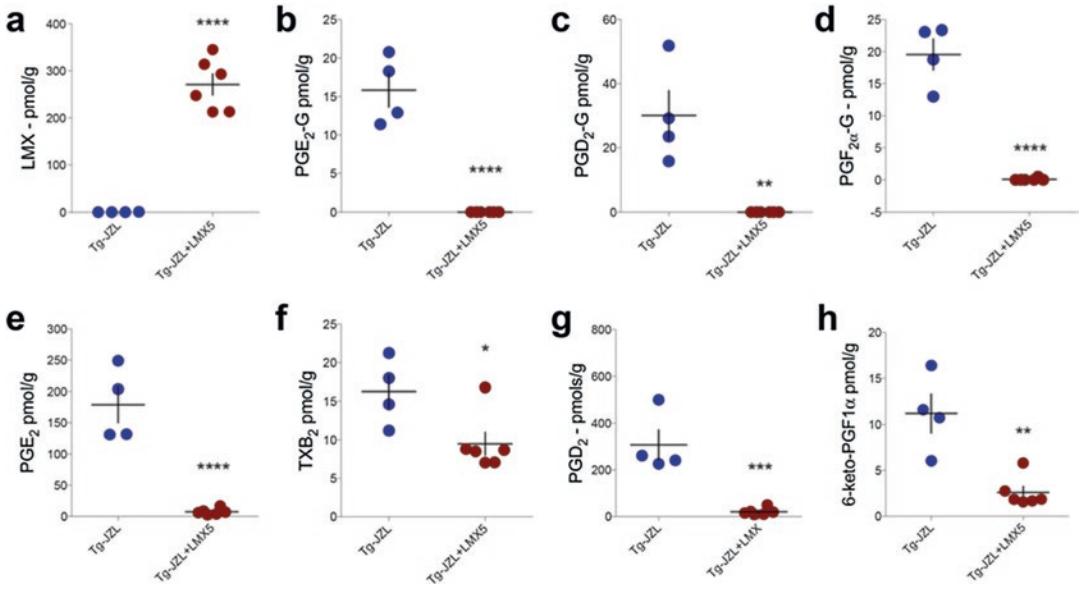 a
****
LMX - pmol/g
400
300
200
100
0
Tg-JZL
Tg-JZL+LMX5
b
PGE₂-G pmol/g
25
20
15
10
5
0
****
Tg-JZL
Tg-JZL+LMX5
c
PGD₂-G pmol/g
60
40
20
0
**
Tg-JZL
Tg-JZL+LMX5
d
PGF₂α-G - pmol/g
25
20
15
10
5
0
-5
****
Tg-JZL
Tg-JZL+LMX5
e
PGE₂ pmol/g
300
250
200
150
100
50
0
****
Tg-JZL
Tg-JZL+LMX5
f
TXB₂ pmol/g
25
20
15
10
5
0
*
Tg-JZL
Tg-JZL+LMX5
g
PGD₂ - pmols/g
800
600
400
200
0
***
Tg-JZL
Tg-JZL+LMX
h
6-keto-PGF1α pmol/g
20
15
10
5
0
**
Tg-JZL
Tg-JZL+LMX5